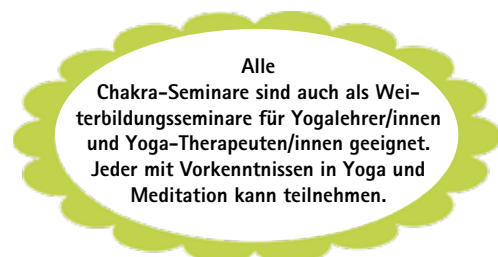 Alle
Chakra-Seminare sind auch als Wei-
terbildungsseminare für Yogalehrer/innen
und Yoga-Therapeuten/innen geeignet.
Jeder mit Vorkenntnissen in Yoga und
Meditation kann teilnehmen.